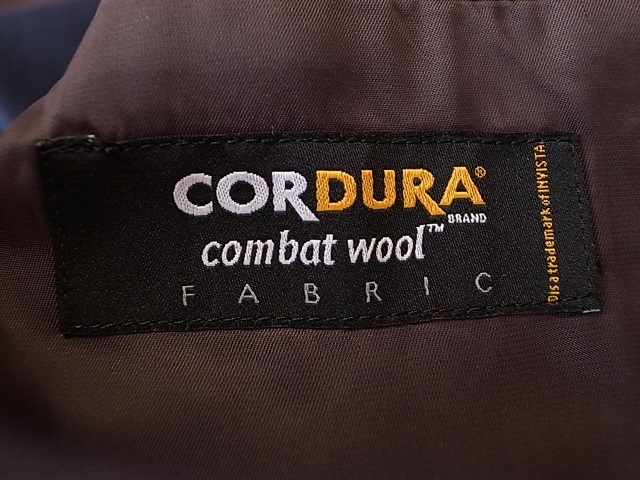 CORDURA®
BRAND
combat wool™
FABRIC
is a trademark of INVISTA